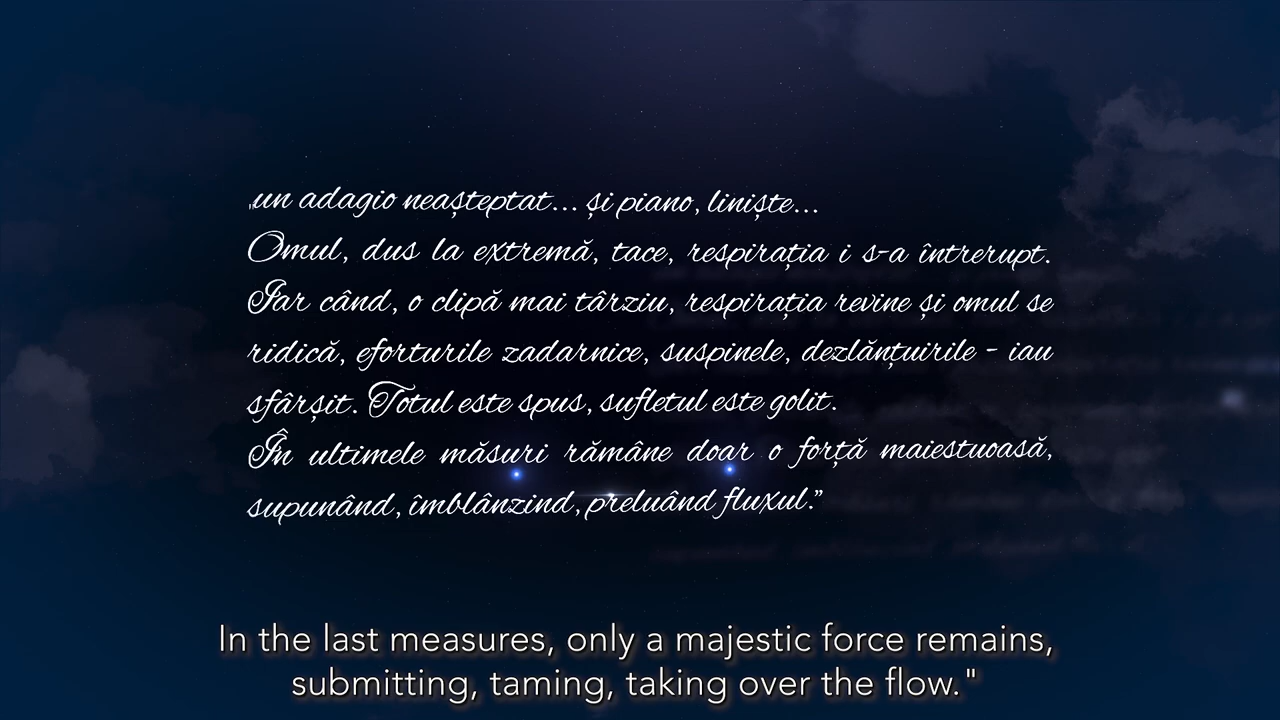 „un adagio neașteptat... și piano, liniște...
Omul, dus la extremă, tace, respirația i s-a întrerupt.
Iar când, o clipă mai târziu, respirația revine și omul se
ridică, eforturile zadarnice, suspinele, dezlănțuirile - iau
sfârșit. Totul este spus, sufletul este golit.
În ultimele măsuri rămâne doar o forță maiestuoasă,
supunând, îmblânzind, preluând fluxul.”
In the last measures, only a majestic force remains,
submitting, taming, taking over the flow."